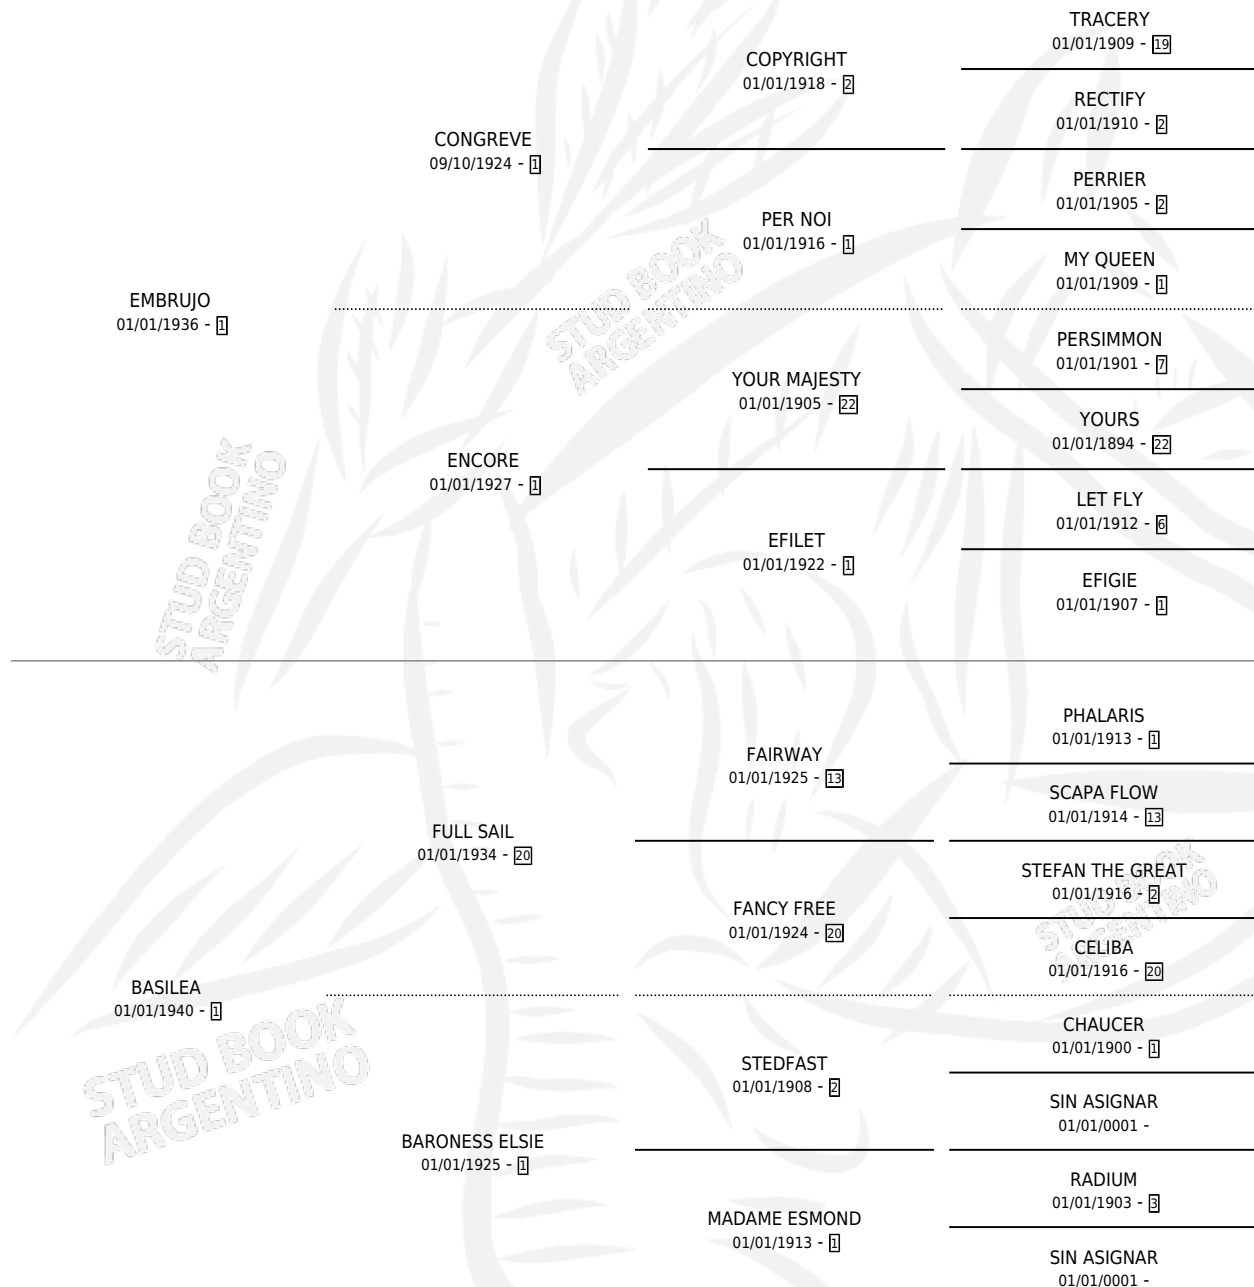 TRACERY
01/01/1909 - 19
COPYRIGHT
01/01/1918 - 2
RECTIFY
01/01/1910 - 2
CONGREVE
09/10/1924 - 1
PERRIER
01/01/1905 - 2
PER NOI
01/01/1916 - 1
MY QUEEN
01/01/1909 - 1
EMBRUJO
01/01/1936 - 1
STUD BOOK
ARGENTINO
PERSIMMON
01/01/1901 - 7
YOUR MAJESTY
01/01/1905 - 22
YOURS
01/01/1894 - 22
ENCORE
01/01/1927 - 1
LET FLY
01/01/1912 - 6
EFILET
01/01/1922 - 1
EFIGIE
01/01/1907 - 1
STUD BOOK
ARGENTINO
PHALARIS
01/01/1913 - 1
FAIRWAY
01/01/1925 - 13
SCAPA FLOW
01/01/1914 - 13
FULL SAIL
01/01/1934 - 20
STEFAN THE GREAT
01/01/1916 - 2
FANCY FREE
01/01/1924 - 20
STUD BOOK
ARGENTINO
CELIBA
01/01/1916 - 20
BASILEA
01/01/1940 - 1
STUD BOOK
ARGENTINO
CHAUCER
01/01/1900 - 1
STEDFAST
01/01/1908 - 2
SIN ASIGNAR
01/01/0001 -
BARONESS ELSIE
01/01/1925 - 1
RADIUM
01/01/1903 - 3
MADAME ESMOND
01/01/1913 - 1
SIN ASIGNAR
01/01/0001 -